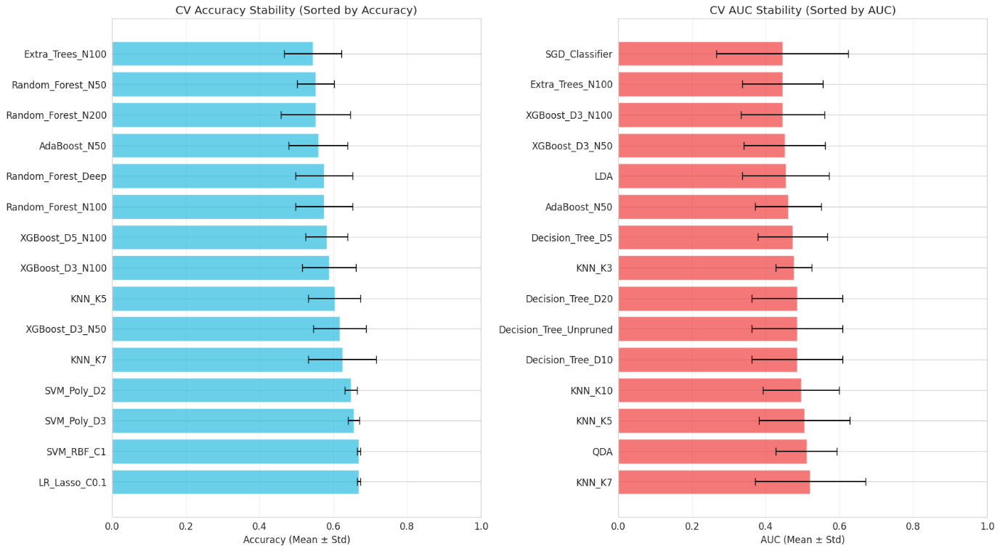 CV Accuracy Stability (Sorted by Accuracy)
Extra_Trees_N100
Random_Forest_N50
Random_Forest_N200
AdaBoost_N50
Random_Forest_Deep
Random_Forest_N100
XGBoost_D5_N100
XGBoost_D3_N100
KNN_K5
XGBoost_D3_N50
KNN_K7
SVM_Poly_D2
SVM_Poly_D3
SVM_RBF_C1
LR_Lasso_C0.1
0.0 0.2 0.4 0.6 0.8 1.0
Accuracy (Mean ± Std)
CV AUC Stability (Sorted by AUC)
SGD_Classifier
Extra_Trees_N100
XGBoost_D3_N100
XGBoost_D3_N50
LDA
AdaBoost_N50
Decision_Tree_D5
KNN_K3
Decision_Tree_D20
Decision_Tree_Unpruned
Decision_Tree_D10
KNN_K10
KNN_K5
QDA
KNN_K7
0.0 0.2 0.4 0.6 0.8 1.0
AUC (Mean ± Std)